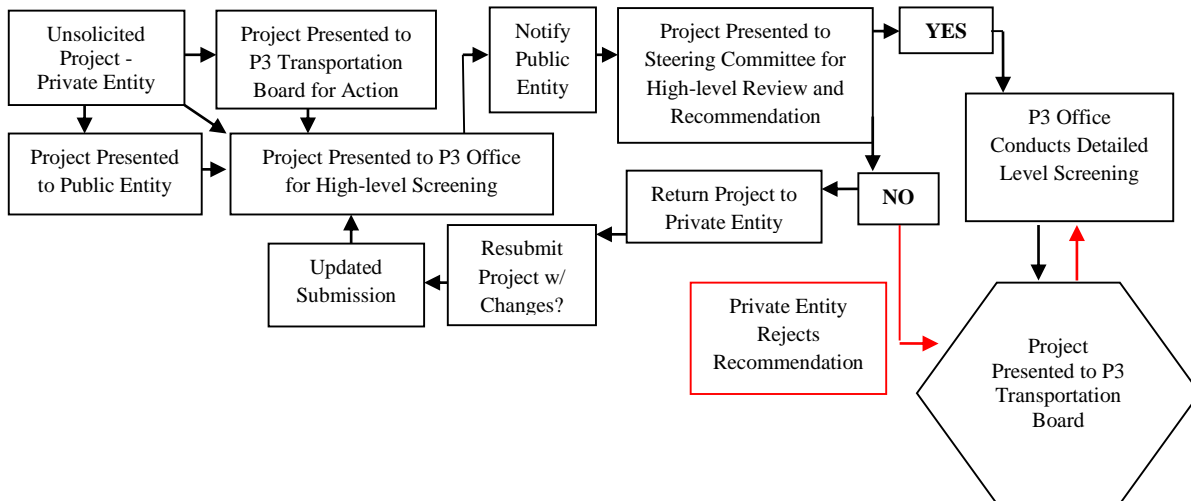 Unsolicited
Project -
Private Entity
Project Presented to
P3 Transportation
Board for Action
Notify
Public
Entity
Project Presented to
Steering Committee for
High-level Review and
Recommendation
YES
Project Presented
to Public Entity
Project Presented to P3 Office
for High-level Screening
P3 Office
Conducts Detailed
Level Screening
Return Project to
Private Entity
NO
Updated
Submission
Resubmit
Project w/
Changes?
Private Entity
Rejects
Recommendation
Project
Presented to P3
Transportation
Board